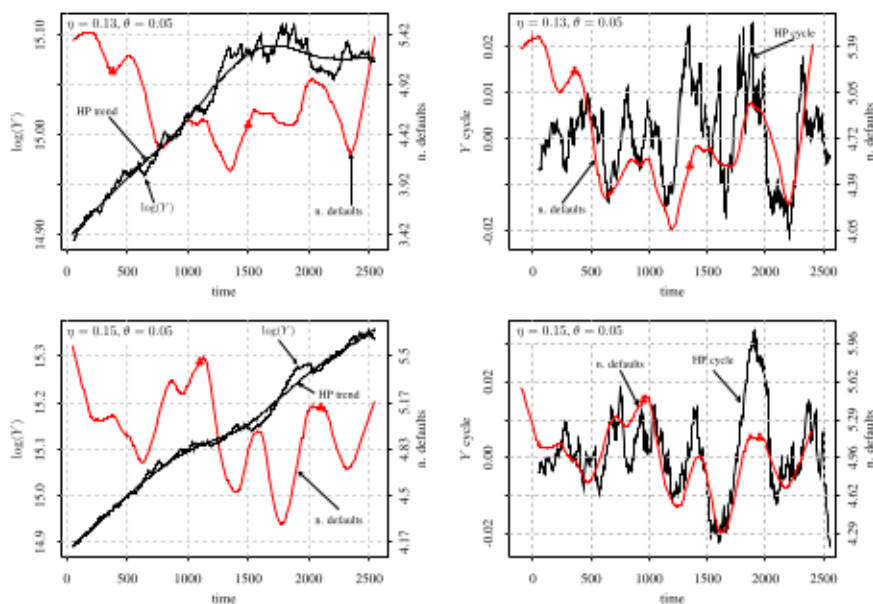 η = 0.13, θ = 0.05
15.10
15.00
14.90
log(Y)
5.42
4.92
4.42
3.92
3.42
n. defaults
HP trend
log(Y)
n. defaults
500 1000 1500 2000 2500
time
η = 0.13, θ = 0.05
0.02
0.01
0.00
-0.02
Y cycle
5.39
5.05
4.72
4.39
4.05
n. defaults
HP cycle
n. defaults
0 500 1000 1500 2000 2500
time
η = 0.15, θ = 0.05
15.3
15.2
15.1
15.0
14.9
log(Y)
5.5
5.17
4.83
4.5
4.17
n. defaults
log(Y)
HP trend
n. defaults
500 1000 1500 2000 2500
time
η = 0.15, θ = 0.05
0.02
0.00
-0.02
Y cycle
5.96
5.62
5.29
4.96
4.62
4.29
n. defaults
n. defaults
HP cycle
0 500 1000 1500 2000 2500
time